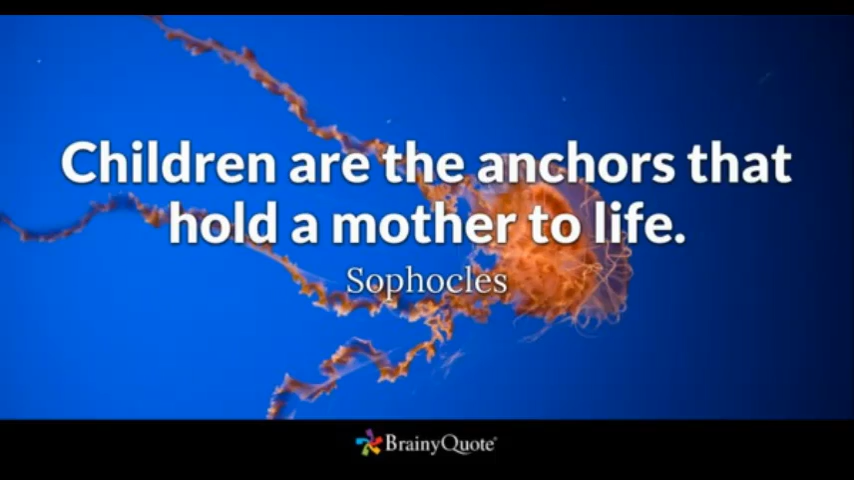 Children are the anchors that
hold a mother to life.
Sophocles
BrainyQuote®